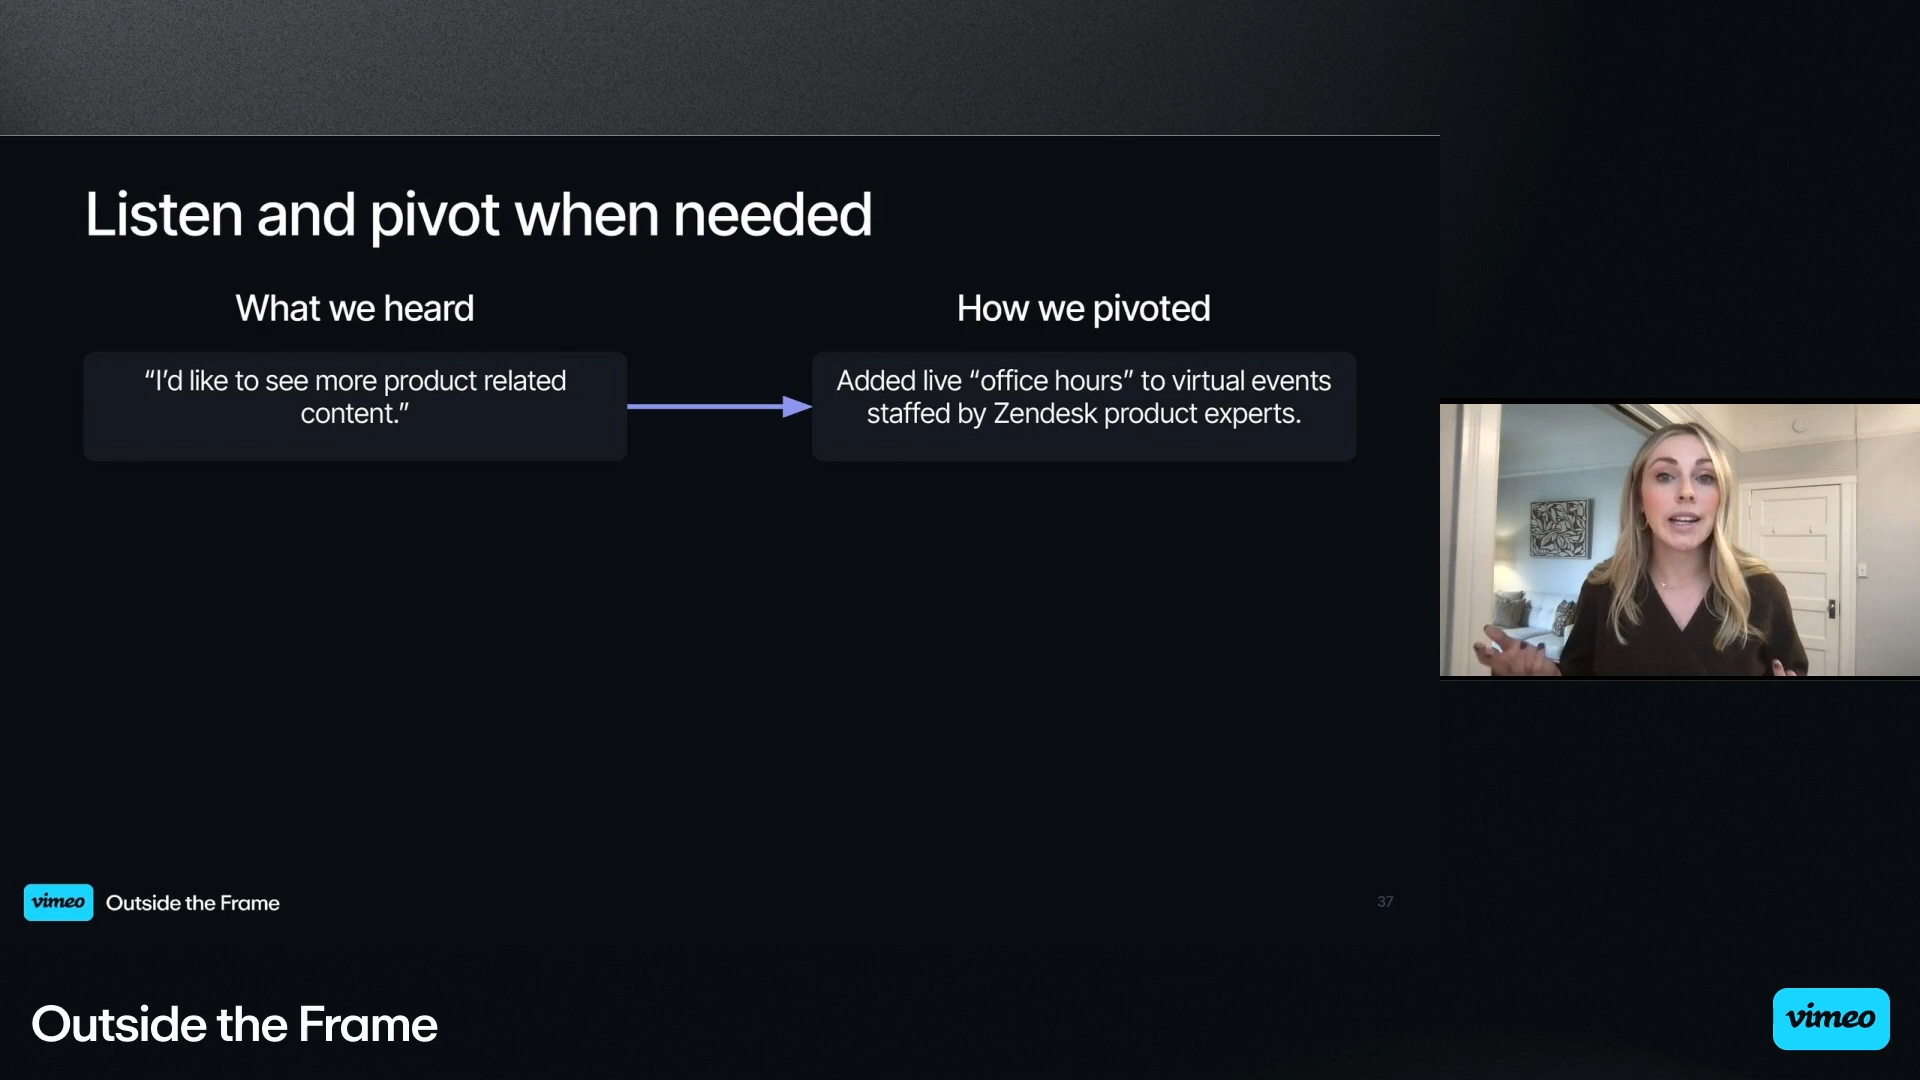 Listen and pivot when needed
What we heard
How we pivoted
“I’d like to see more product related
content.”
Added live “office hours” to virtual events
staffed by Zendesk product experts.
vimeo
Outside the Frame
37
Outside the Frame
vimeo